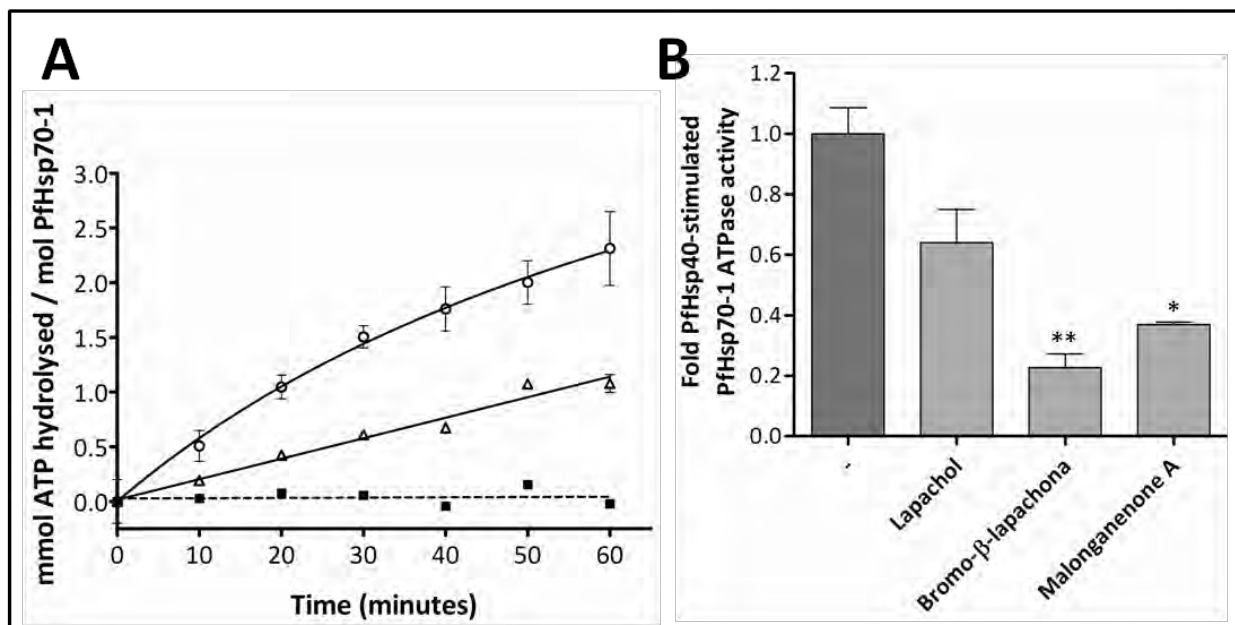 A
mmol ATP hydrolysed / mol PfHsp70-1
3.0
2.5
2.0
1.5
1.0
0.5
0.0
0
10
20
30
40
50
60
Time (minutes)
B
Fold PfHsp40-stimulated
PfHsp70-1 ATPase activity
1.2
1.0
0.8
0.6
0.4
0.2
0.0
**
*
-
Lapachol
Bromo-β-lapachona
Malonganenone A